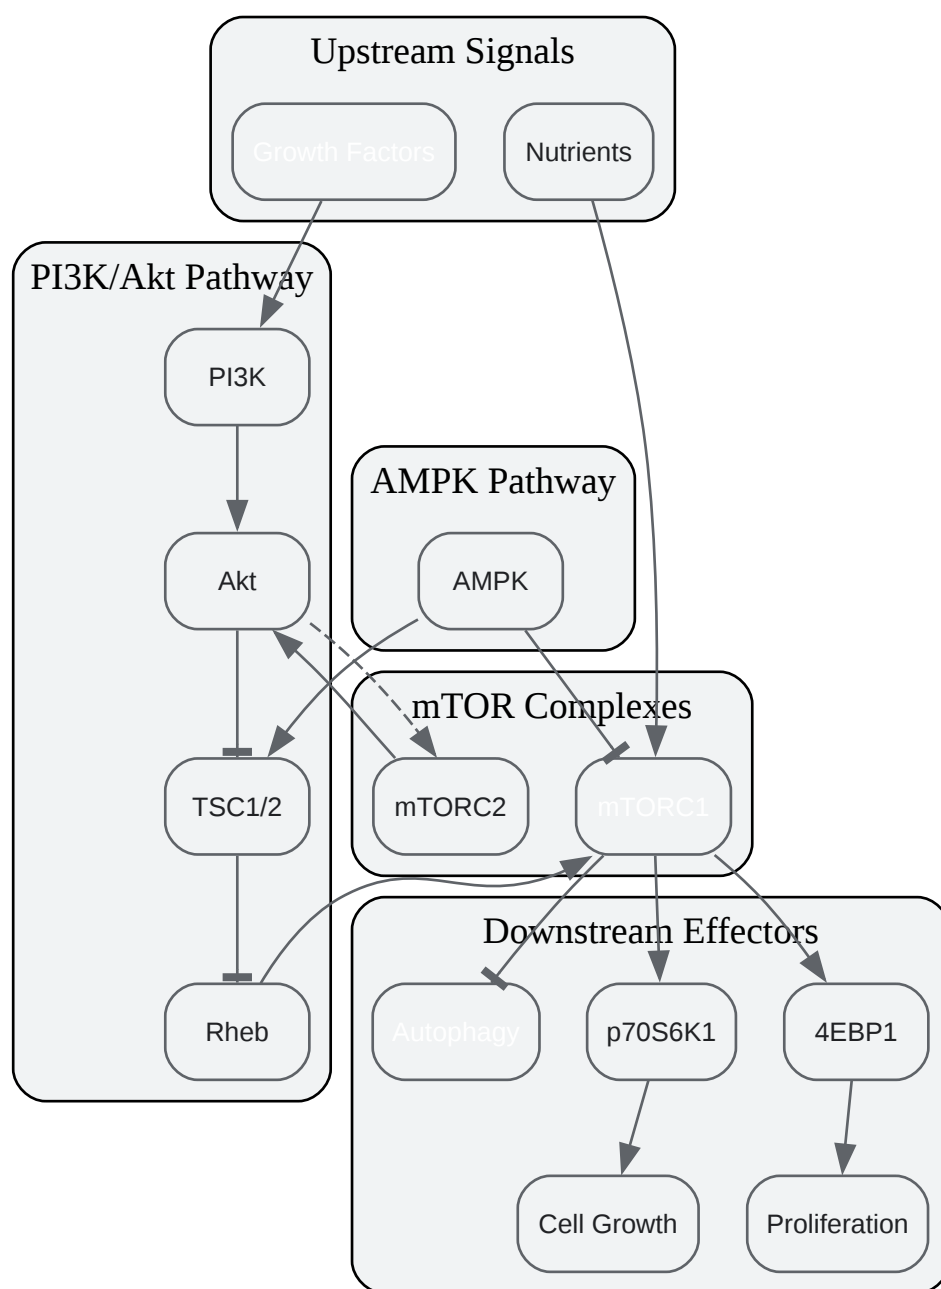 Upstream Signals
Growth Factors
Nutrients
PI3K/Akt Pathway
PI3K
AMPK Pathway
Akt
AMPK
mTOR Complexes
TSC1/2
mTORC2
mTORC1
Downstream Effectors
Rheb
Autophagy
p70S6K1
4EBP1
Cell Growth
Proliferation